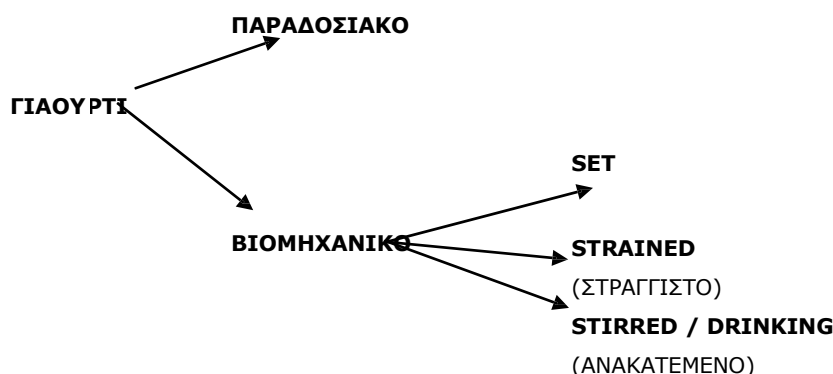 ΠΑΡΑΔΟΣΙΑΚΟ
ΓΙΑΟΥΡΤΙ
SET
ΒΙΟΜΗΧΑΝΙΚΟ
STRAINED
(ΣΤΡΑΓΓΙΣΤΟ)
STIRRED / DRINKING
(ΑΝΑΚΑΤΕΜΕΝΟ)